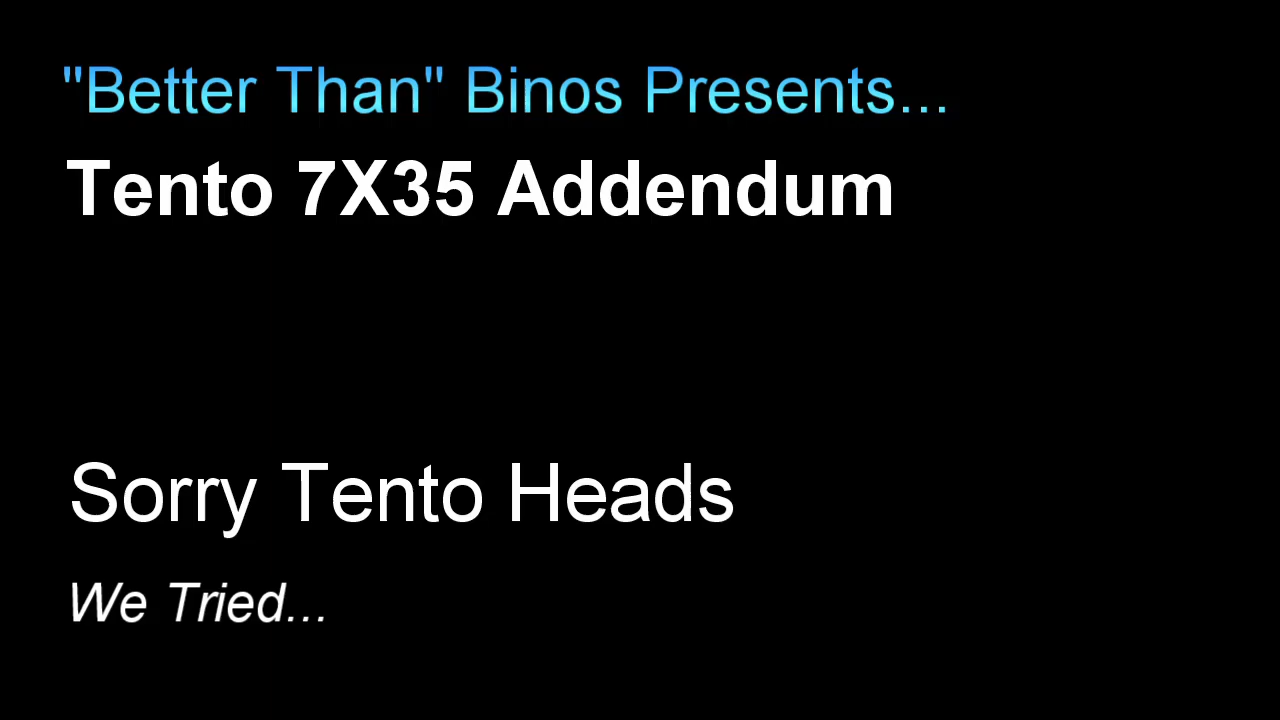 "Better Than" Binos Presents...
Tento 7X35 Addendum
Sorry Tento Heads
We Tried...